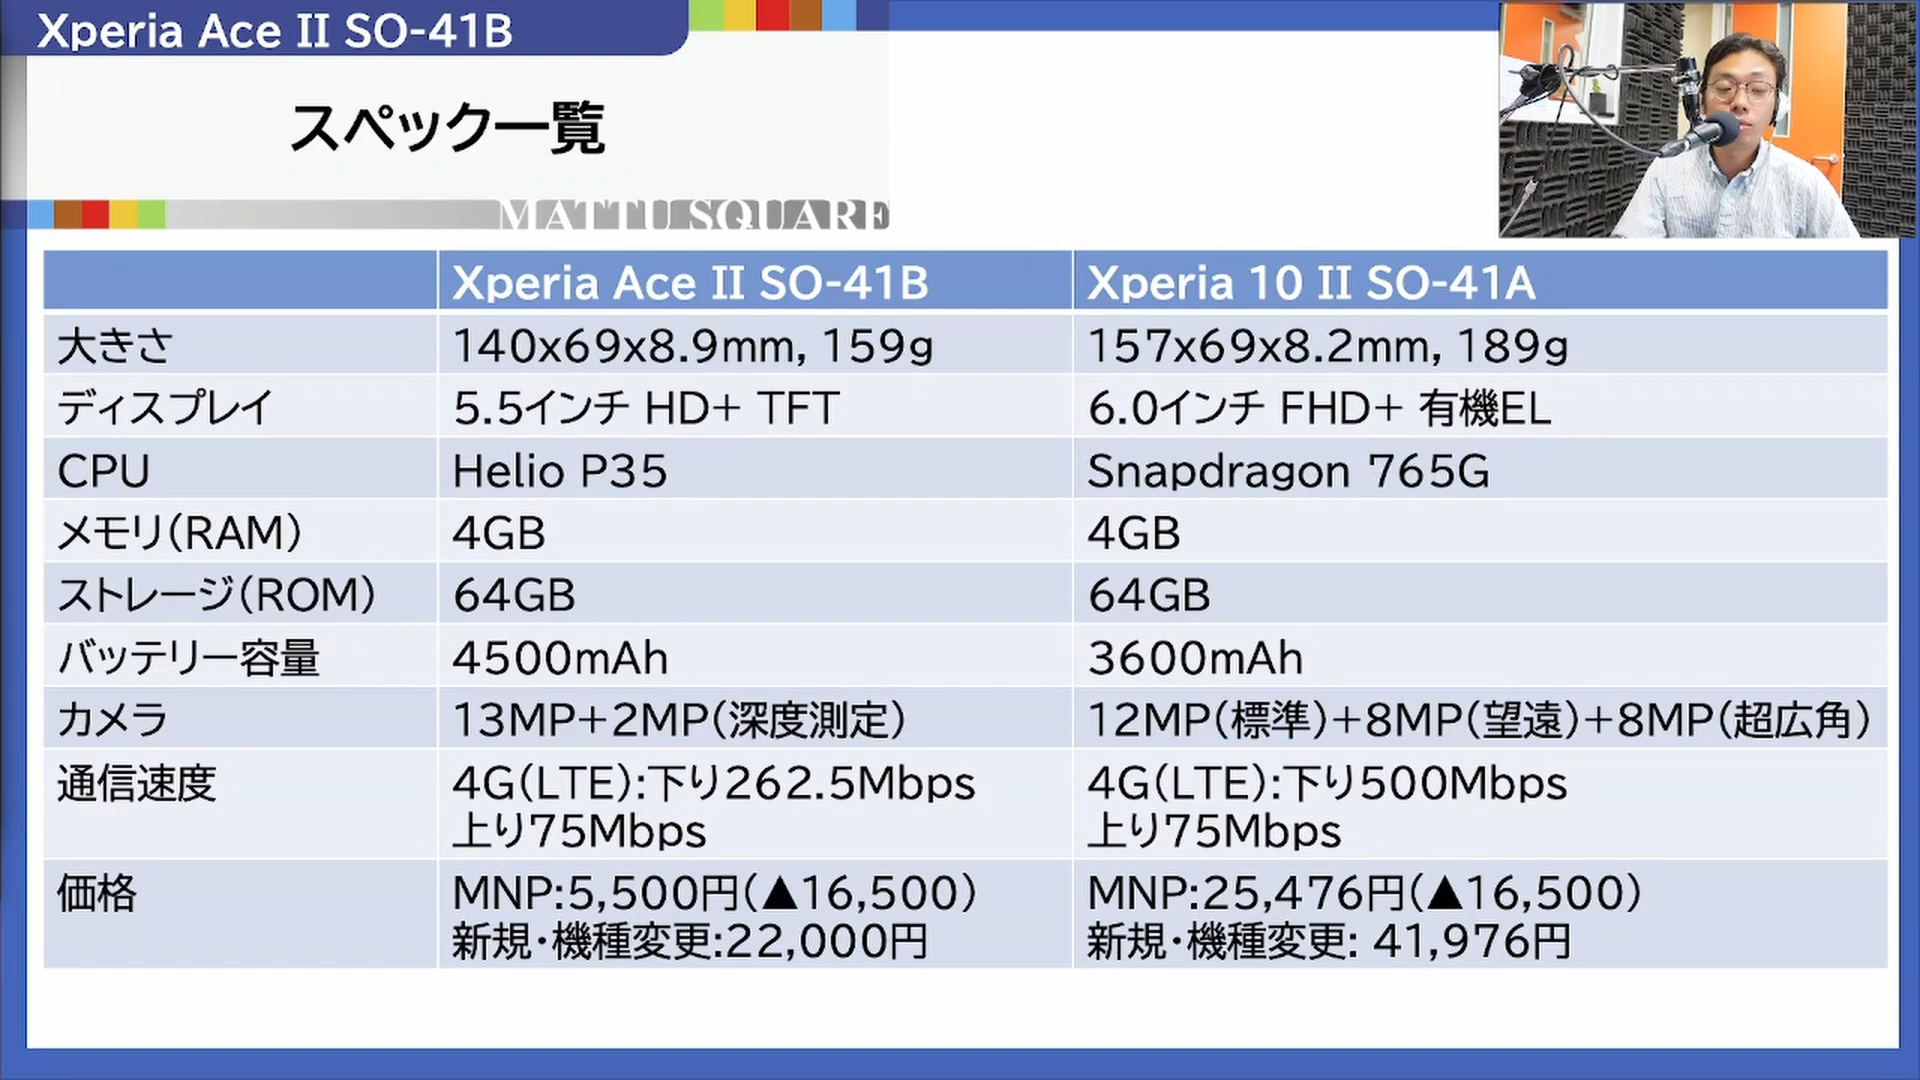 Xperia Ace II SO-41B
スペック一覧
MATTU SQUARE
Xperia Ace II SO-41B
Xperia 10 II SO-41A
大きさ
140x69x8.9mm, 159g
157x69x8.2mm, 189g
ディスプレイ
5.5インチ HD+ TFT
6.0インチ FHD+ 有機EL
CPU
Helio P35
Snapdragon 765G
メモリ(RAM)
4GB
4GB
ストレージ(ROM)
64GB
64GB
バッテリー容量
4500mAh
3600mAh
カメラ
13MP+2MP(深度測定)
12MP(標準)+8MP(望遠)+8MP(超広角)
通信速度
4G(LTE):下り262.5Mbps
上り75Mbps
4G(LTE):下り500Mbps
上り75Mbps
価格
MNP:5,500円(▲16,500)
新規・機種変更:22,000円
MNP:25,476円(▲16,500)
新規・機種変更: 41,976円